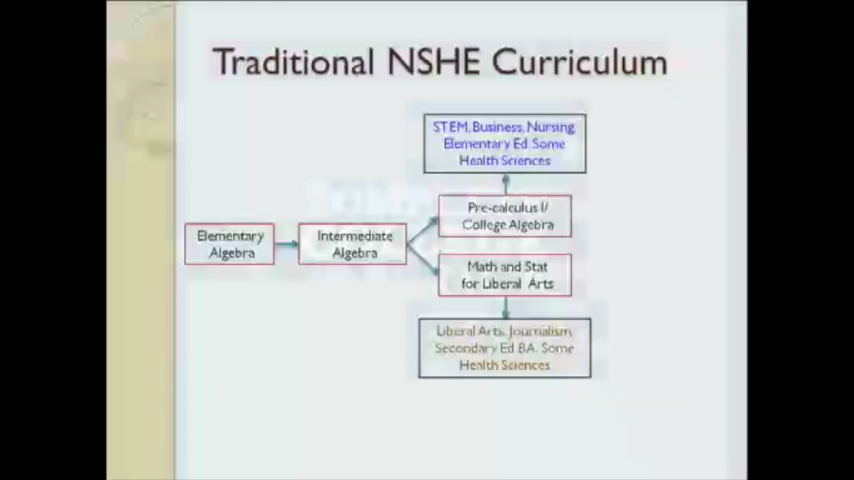 Traditional NSHE Curriculum
STEM, Business, Nursing,
Elementary Ed. Some
Health Sciences
Pre-calculus I/
College Algebra
Elementary
Algebra
Intermediate
Algebra
Math and Stat
for Liberal Arts
Liberal Arts, Journalism,
Secondary Ed BA. Some
Health Sciences